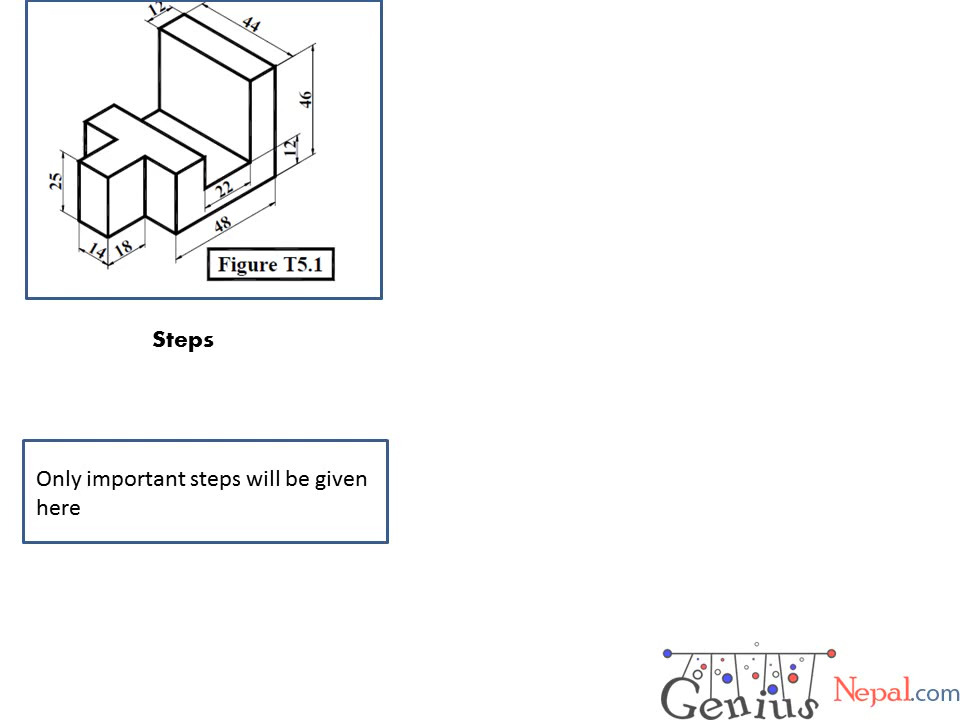 12
44
46
12
25
22
48
14
18
Figure T5.1
Steps
Only important steps will be given
here
Genius Nepal.com